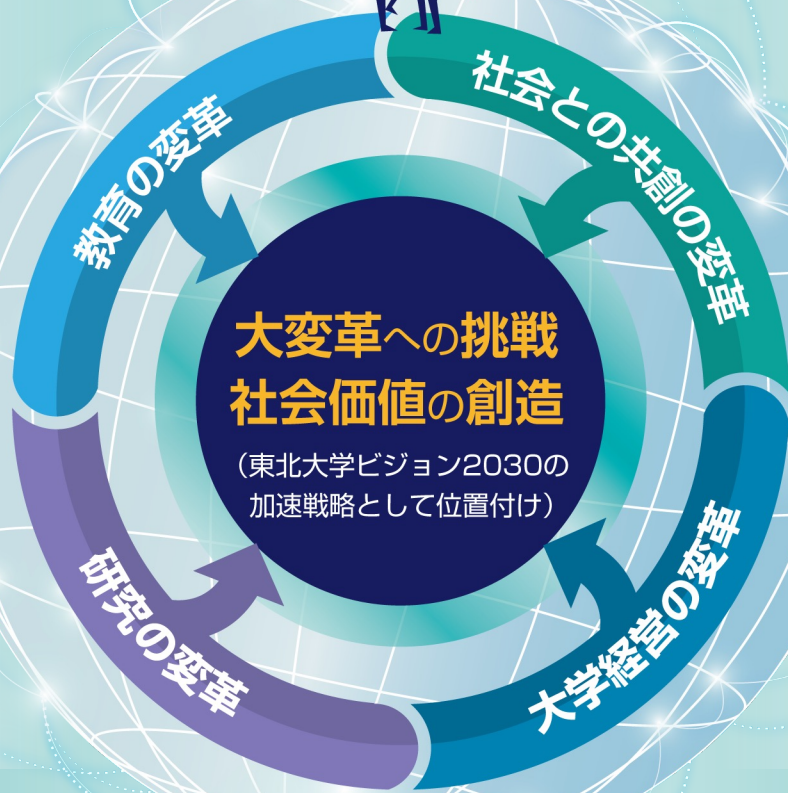 教育の変革
社会との共創の変革
大変革への挑戦
社会価値の創造
（東北大学ビジョン2030の
加速戦略として位置付け）
研究の変革
大学経営の変革